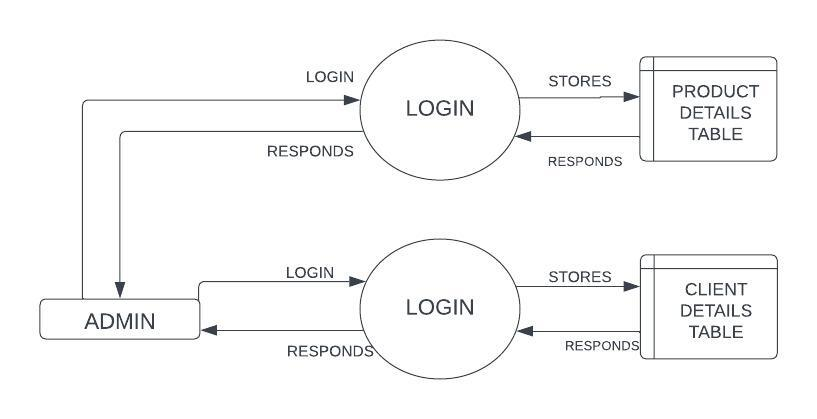 LOGIN
STORES
LOGIN
PRODUCT
DETAILS
TABLE
RESPONDS
RESPONDS
LOGIN
STORES
ADMIN
LOGIN
CLIENT
DETAILS
TABLE
RESPONDS
RESPONDS